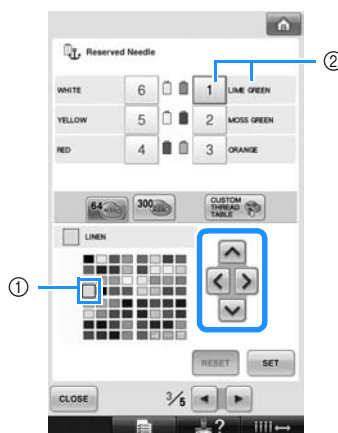 Reserved Needle
②
WHITE 6 1 LIME GREEN
YELLOW 5 2 MOSS GREEN
RED 4 3 ORANGE
64 300 CUSTOM
THREAD
TABLE
LINEN
①
RESET SET
CLOSE 3/5
?